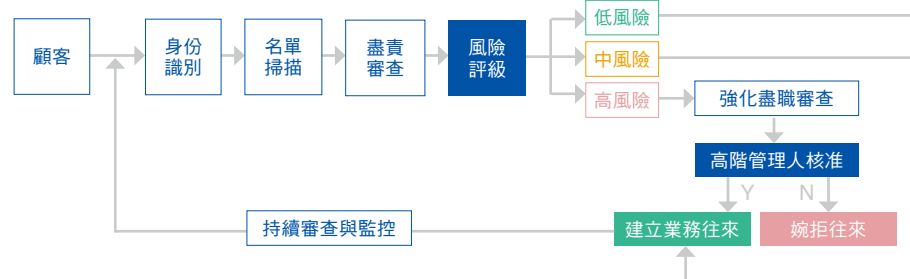 顧客
身份
識別
名單
掃描
盡責
審查
風險
評級
低風險
中風險
高風險
強化盡職審查
高階管理人核准
Y
N
持續審查與監控
建立業務往來
婉拒往來